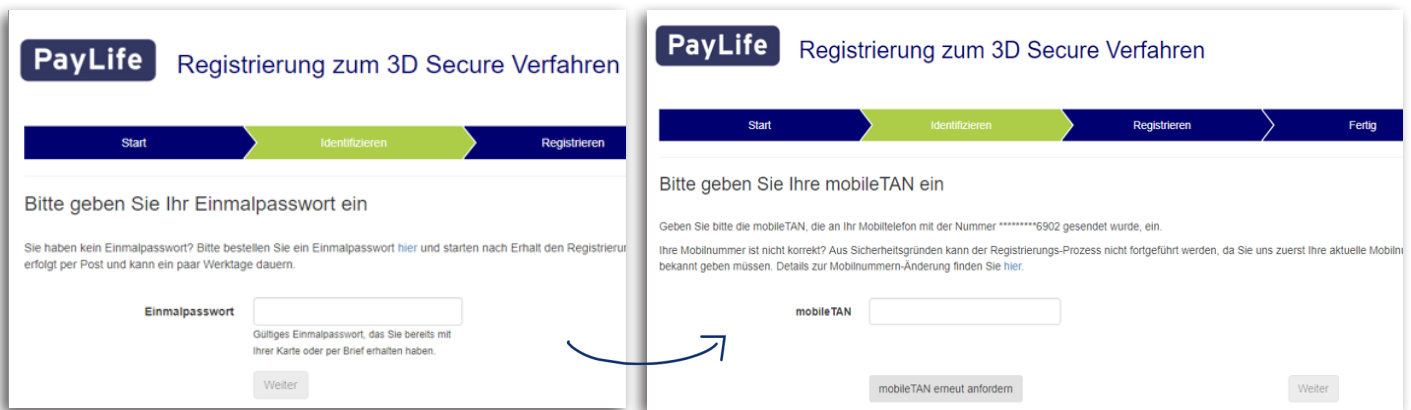 PayLife
Registrierung zum 3D Secure Verfahren
Start
Identifizieren
Registrieren
Bitte geben Sie Ihr Einmalpasswort ein
Sie haben kein Einmalpasswort? Bitte bestellen Sie ein Einmalpasswort hier und starten nach Erhalt den Registrierun
erfolgt per Post und kann ein paar Werktage dauern.
Einmalpasswort
Gültiges Einmalpasswort, das Sie bereits mit
Ihrer Karte oder per Brief erhalten haben.
Weiter
PayLife
Registrierung zum 3D Secure Verfahren
Start
Identifizieren
Registrieren
Fertig
Bitte geben Sie Ihre mobileTAN ein
Geben Sie bitte die mobileTAN, die an Ihr Mobiltelefon mit der Nummer *********6902 gesendet wurde, ein.
Ihre Mobilnummer ist nicht korrekt? Aus Sicherheitsgründen kann der Registrierungs-Prozess nicht fortgeführt werden, da Sie uns zuerst Ihre aktuelle Mobilnu
bekannt geben müssen. Details zur Mobilnummern-Änderung finden Sie hier.
mobileTAN
mobileTAN erneut anfordern
Weiter